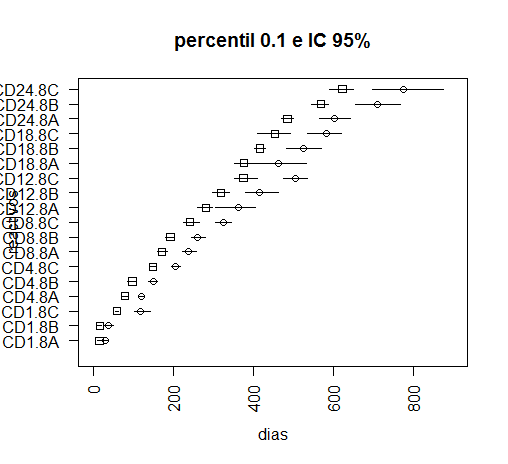 percentil 0.1 e IC 95%
CD24.8C
CD24.8B
CD24.8A
CD18.8C
CD18.8B
CD18.8A
CD12.8C
CD12.8B
CD12.8A
CD8.8C
CD8.8B
CD8.8A
CD4.8C
CD4.8B
CD4.8A
CD1.8C
CD1.8B
CD1.8A
0
200
400
600
800
dias